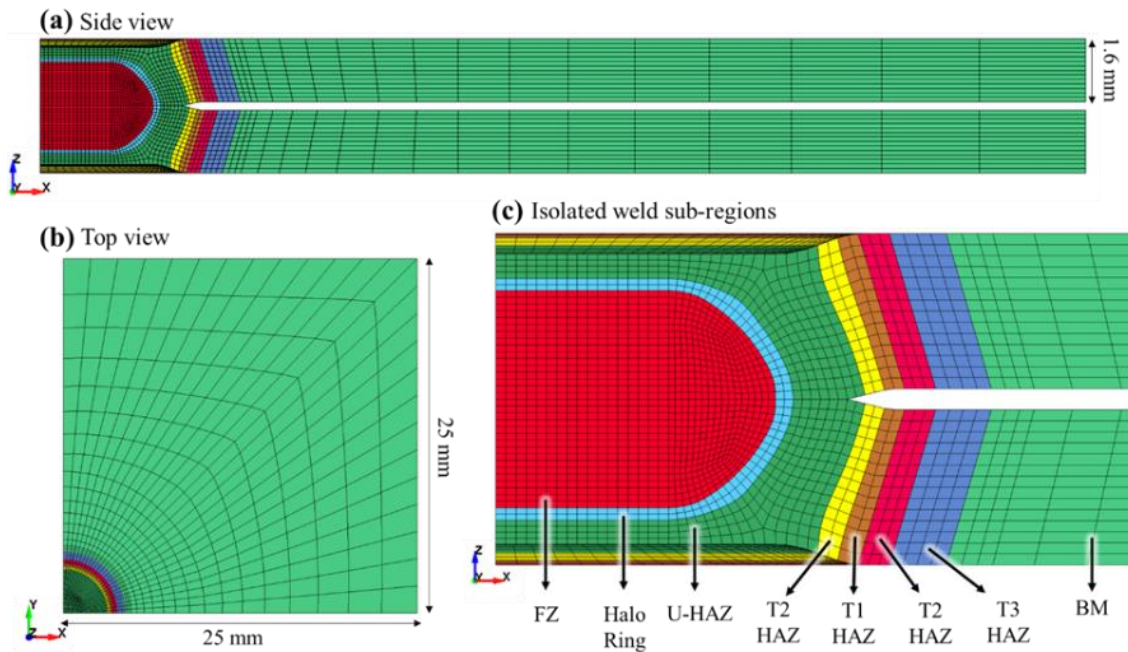 (a) Side view
1.6 mm
Z
Y X
(b) Top view
25 mm
Y
Z X
25 mm
(c) Isolated weld sub-regions
Z
Y X
FZ
Halo
Ring
U-HAZ
T2
HAZ
T1
HAZ
T2
HAZ
T3
HAZ
BM